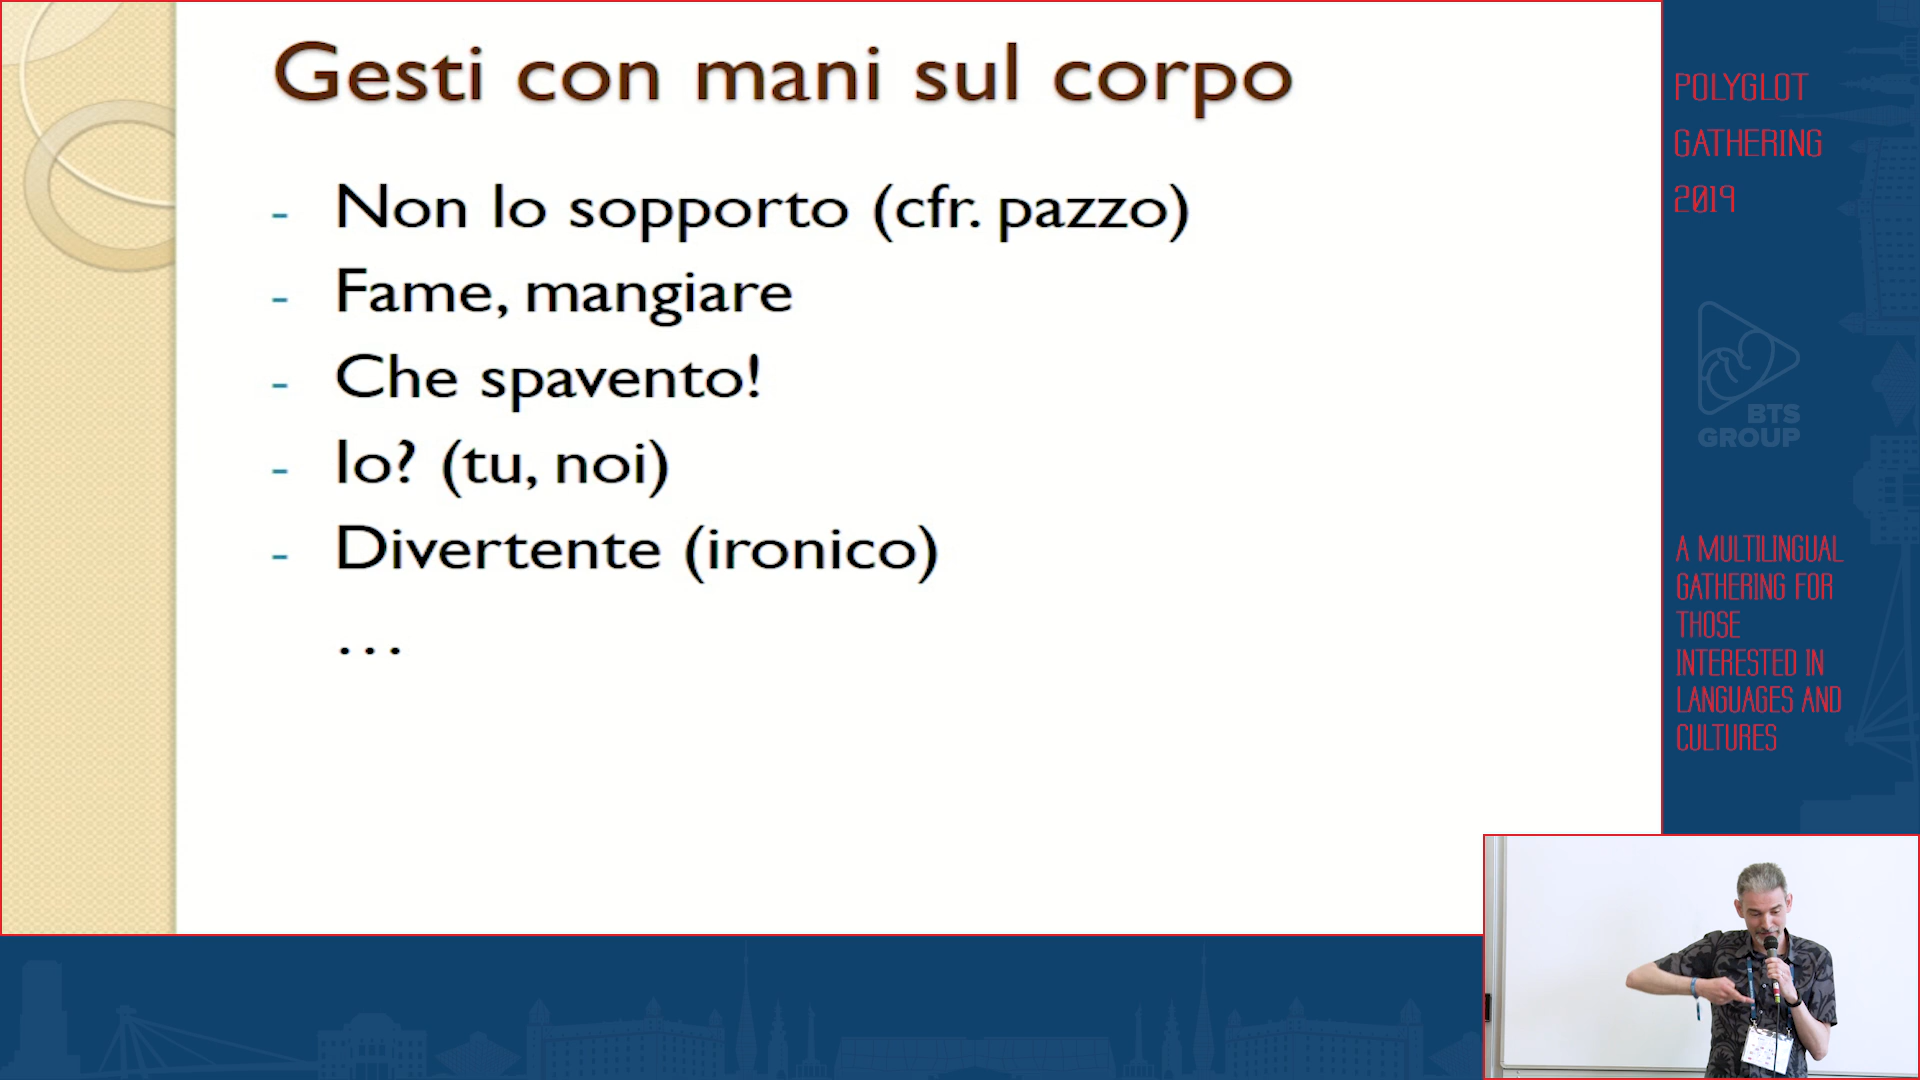 Gesti con mani sul corpo
- Non lo sopporto (cfr. pazzo)
- Fame, mangiare
- Che spavento!
- Io? (tu, noi)
- Divertente (ironico)
...
POLYGLOT
GATHERING
2019
BTS
GROUP
A MULTILINGUAL
GATHERING FOR
THOSE
INTERESTED IN
LANGUAGES AND
CULTURES